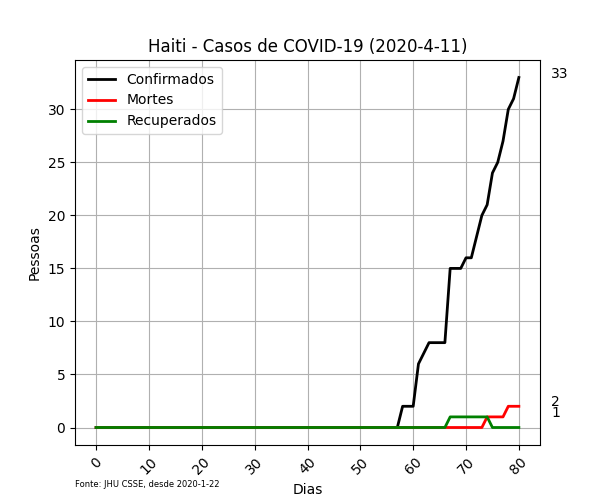 Haiti - Casos de COVID-19 (2020-4-11)
Confirmados
Mortes
Recuperados
33
30
25
20
15
10
5
0
2
1
Pessoas
0 10 20 30 40 50 60 70 80
Dias
Fonte: JHU CSSE, desde 2020-1-22